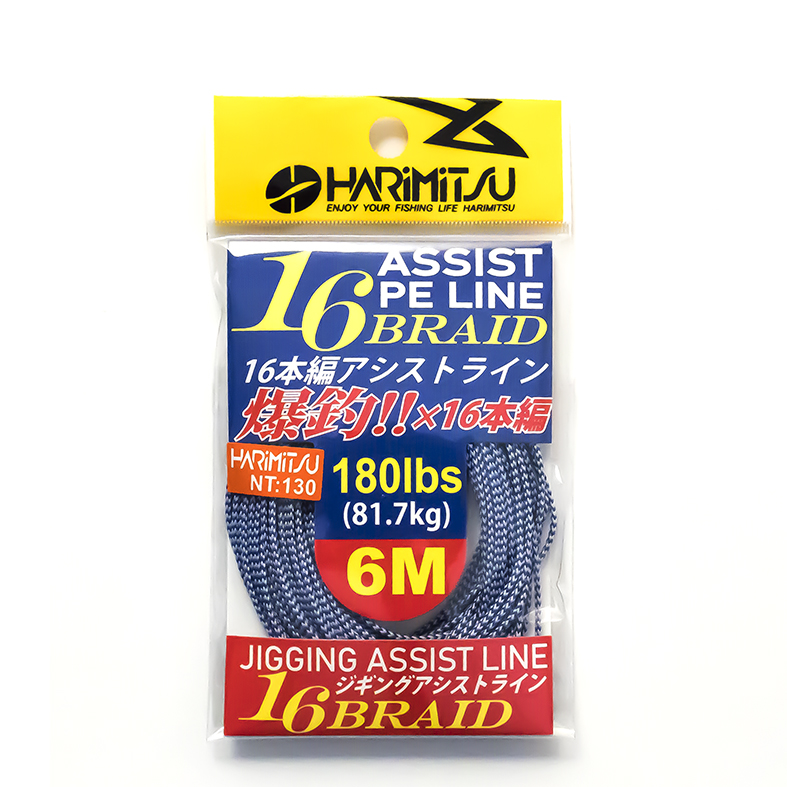 HARiMiTSU
ENJOY YOUR FISHING LIFE HARIMITSU
16 ASSIST
PE LINE
BRAID
16本編アシストライン
爆釣!!×16本編
HARiMiTSU
NT:130
180lbs
(81.7kg)
6M
JIGGING ASSIST LINE
ジギングアシストライン
16BRAID